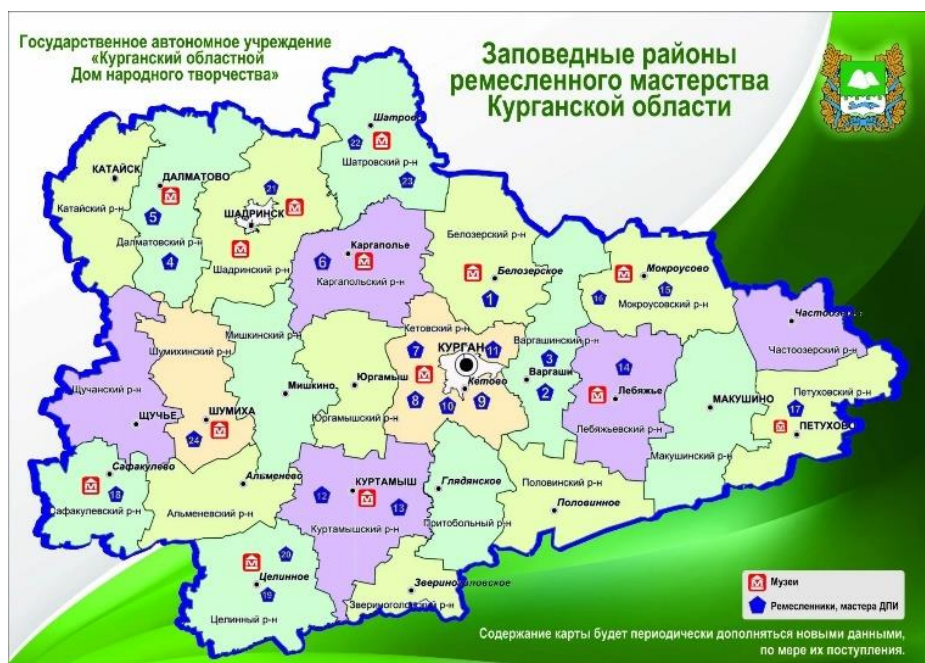 Государственное автономное учреждение
«Курганский областной
Дом народного творчества»
Заповедные районы
ремесленного мастерства
Курганской области
Шатрово
22
Шатровский р-н
23
КАТАЙСК
Катайский р-н
ДАЛМАТОВО
5
Далматовский р-н
4
21
ШАДРИНСК
Шадринский р-н
6
Каргаполье
Каргапольский р-н
Белозерский р-н
Белозерское
1
Мокроусово
16
15
Мокроусовский р-н
Частоозерье
Частоозерский р-н
Шумихинский р-н
Мишкинский р-н
Кетовский р-н
7
КУРГАН
11
Варгашинский р-н
3
Варгаши
2
14
Лебяжье
Лебяжьевский р-н
Щучанский р-н
ЩУЧЬЕ
ШУМИХА
24
Мишкино
Юргамыш
Юргамышский р-н
Кетово
8
10
9
МАКУШИНО
Макушинский р-н
Петуховский р-н
17
ПЕТУХОВО
Сафакулево
18
Сафакулевский р-н
Альменево
Альменевский р-н
12
КУРТАМЫШ
13
Куртамышский р-н
Глядянское
Притобольный р-н
Половинский р-н
Половинное
20
Целинное
19
Целинный р-н
Звериноголовское
Звериноголовский р-н
Музеи
Ремесленники, мастера ДПИ
Содержание карты будет периодически дополняться новыми данными,
по мере их поступления.